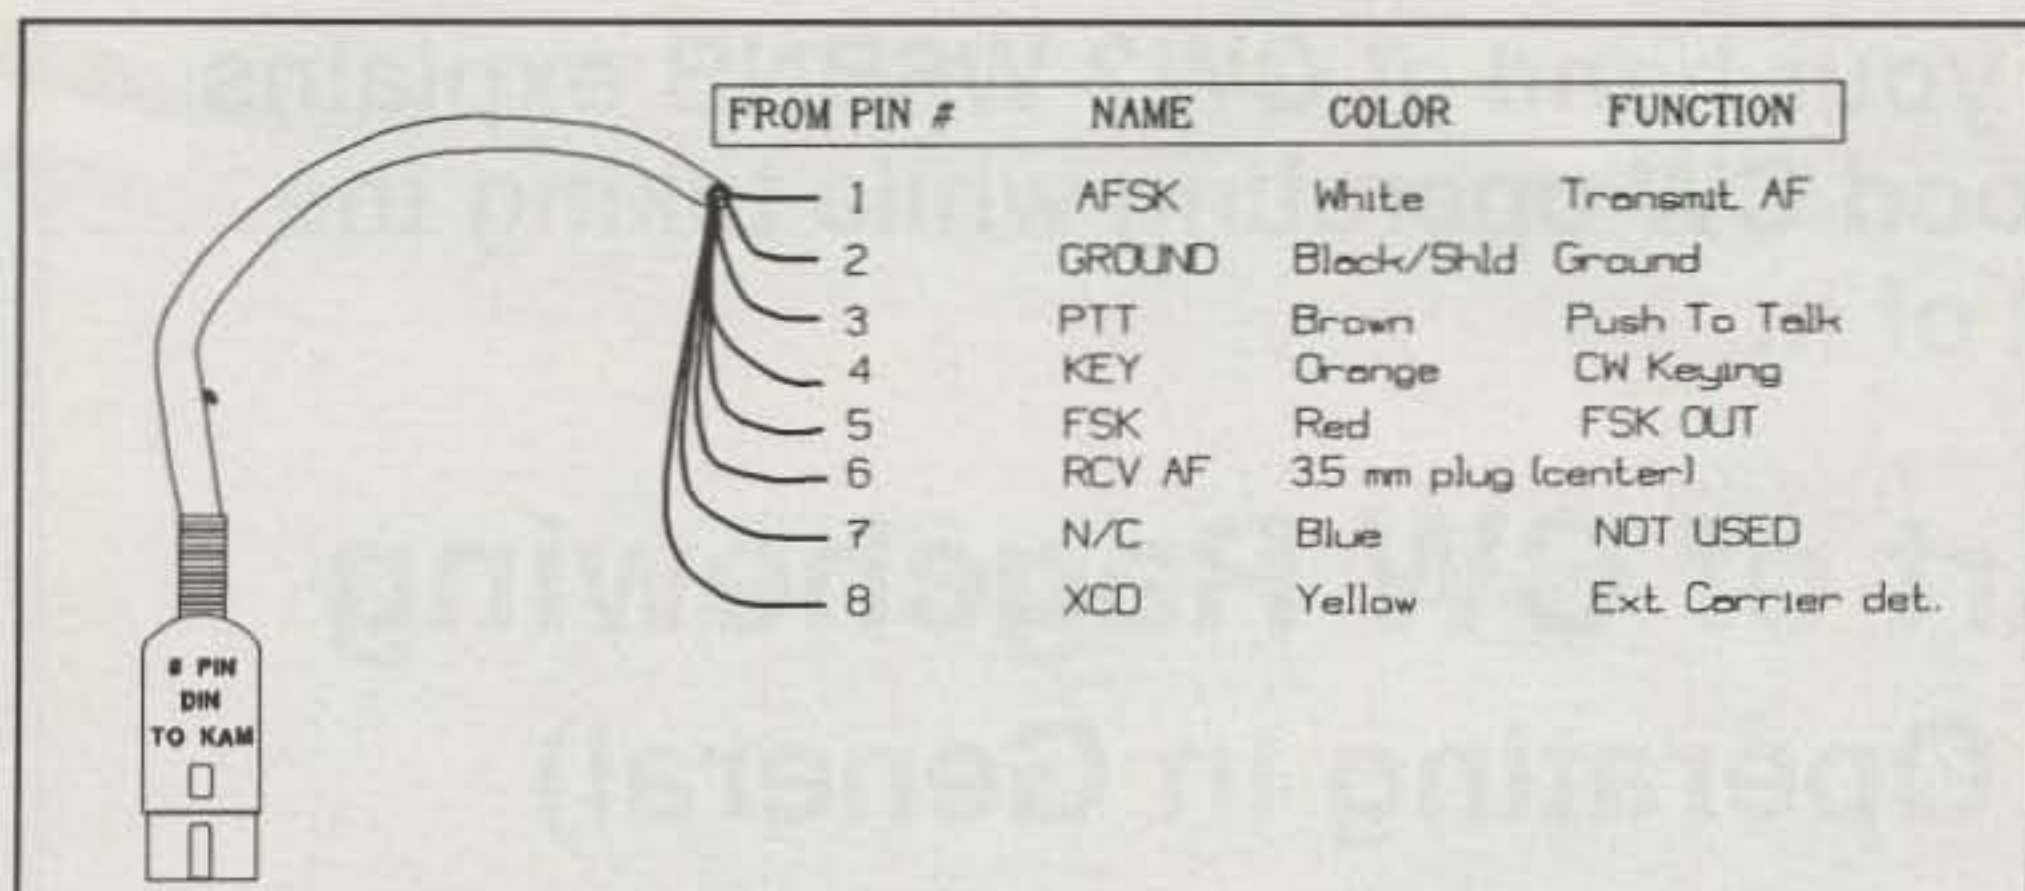 FROM PIN # NAME COLOR FUNCTION
1 AFSK White Transmit AF
2 GROUND Black/Shld Ground
3 PTT Brown Push To Talk
4 KEY Orange CW Keying
5 FSK Red FSK OUT
6 RCV AF 3.5 mm plug (center)
7 N/C Blue NOT USED
8 XCD Yellow Ext Carrier det.
8 PIN
DIN
TO KAM